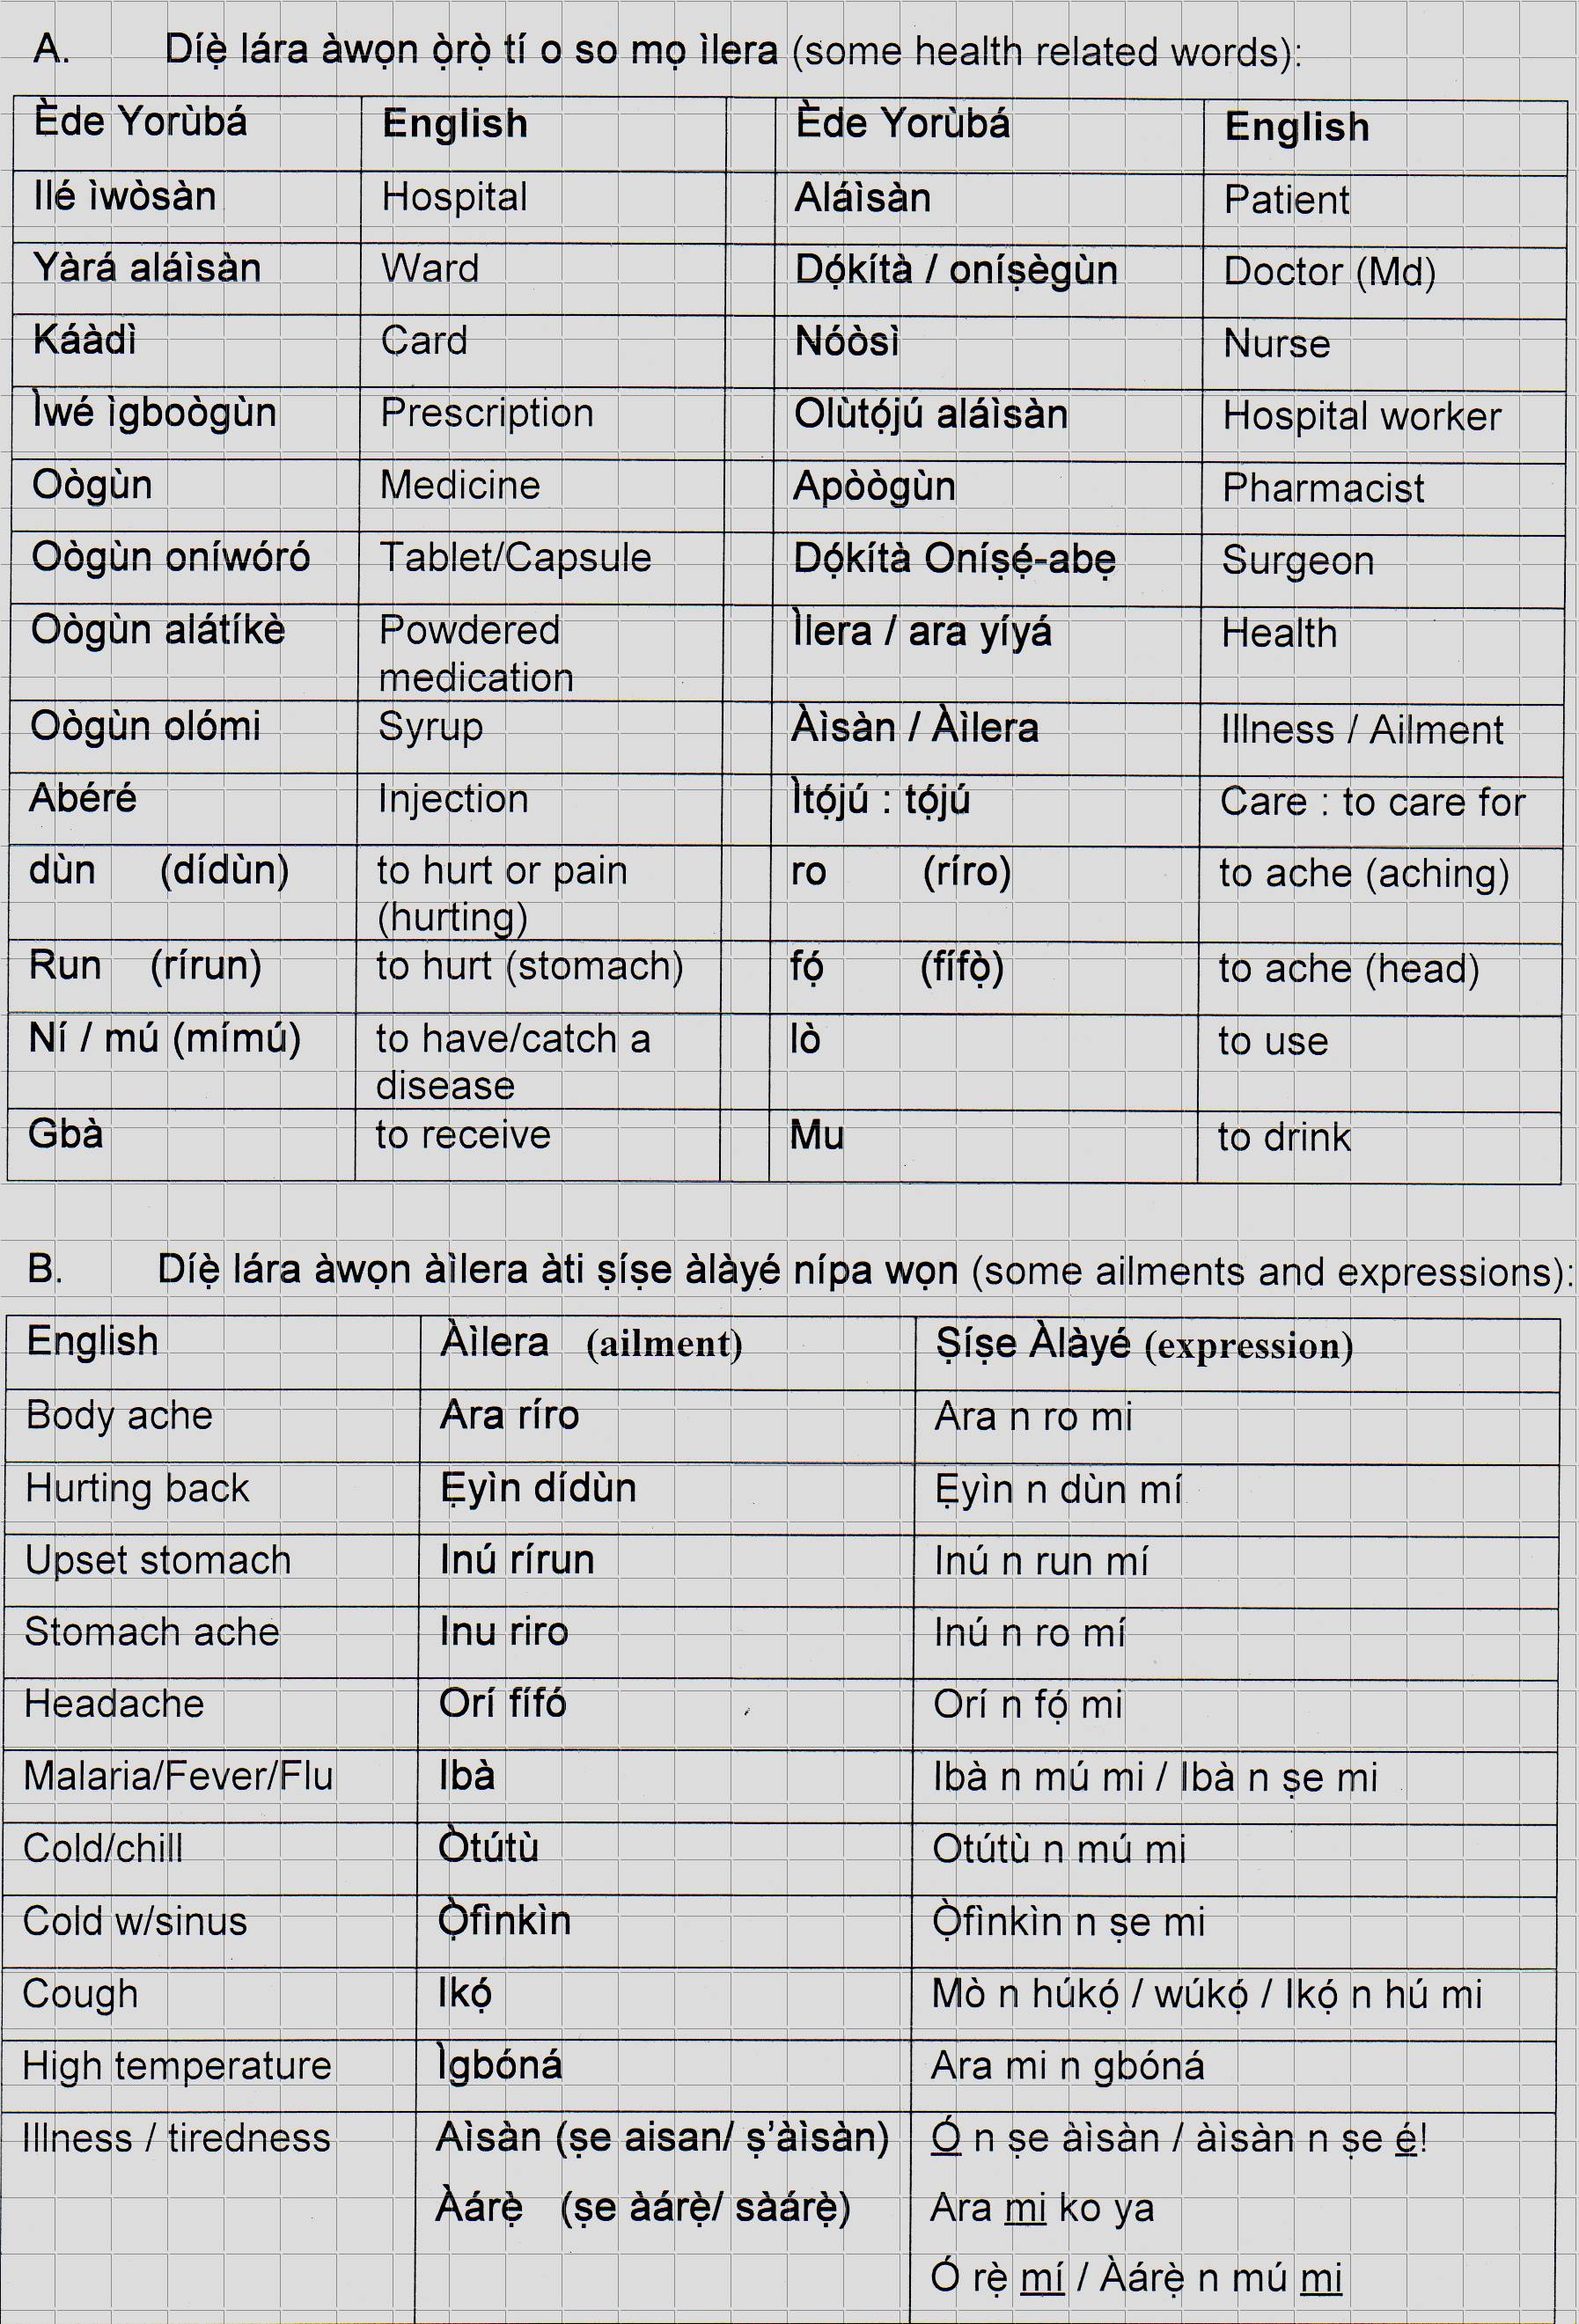 A. Díẹ̀ lára àwọn ọ̀rọ̀ tí o so mọ ìlera (some health related words):
Ède Yorùbá English Ède Yorùbá English
Ilé ìwòsàn Hospital Aláìsàn Patient
Yàrá aláìsàn Ward Dọ́kítà / oníṣègùn Doctor (Md)
Káàdì Card Nóòsì Nurse
Ìwé ìgboògùn Prescription Olùtọ́jú aláìsàn Hospital worker
Oògùn Medicine Apòògùn Pharmacist
Oògùn oníwóró Tablet/Capsule Dọ́kítà Oníṣẹ́-abẹ Surgeon
Oògùn alátíkè Powdered Ìlera / ara yíyá Health
medication
Oògùn olómi Syrup Àìsàn / Àìlera Illness / Ailment
Abéré Injection Ìtọ́jú : tọ́jú Care : to care for
dùn (dídùn) to hurt or pain ro (ríro) to ache (aching)
(hurting)
Run (rírun) to hurt (stomach) fọ́ (fífọ̀) to ache (head)
Ní / mú (mímú) to have/catch a lò to use
disease
Gbà to receive Mu to drink
B. Díẹ̀ lára àwọn àìlera àti ṣíṣe àlàyé nípa wọn (some ailments and expressions):
English Àìlera (ailment) Ṣíṣe Àlàyé (expression)
Body ache Ara ríro Ara n ro mi
Hurting back Ẹyìn dídùn Ẹyìn n dùn mí
Upset stomach Inú rírun Inú n run mí
Stomach ache Inu riro Inú n ro mí
Headache Orí fífó Orí n fọ́ mi
Malaria/Fever/Flu Ibà Ibà n mú mi / Ibà n ṣe mi
Cold/chill Òtútù Otútù n mú mi
Cold w/sinus Ọ̀fìnkìn Ọ̀fìnkìn n ṣe mi
Cough Ikọ́ Mò n húkọ́ / wúkọ́ / Ikọ́ n hú mi
High temperature Ìgbóná Ara mi n gbóná
Illness / tiredness Aìsàn (ṣe aisan/ ṣ'àìsàn) Ó n ṣe àìsàn / àìsàn n ṣe é!
Àárẹ̀ (ṣe àárẹ̀/ sàárẹ̀) Ara mi ko ya
Ó rẹ̀ mí / Àárẹ̀ n mú mi